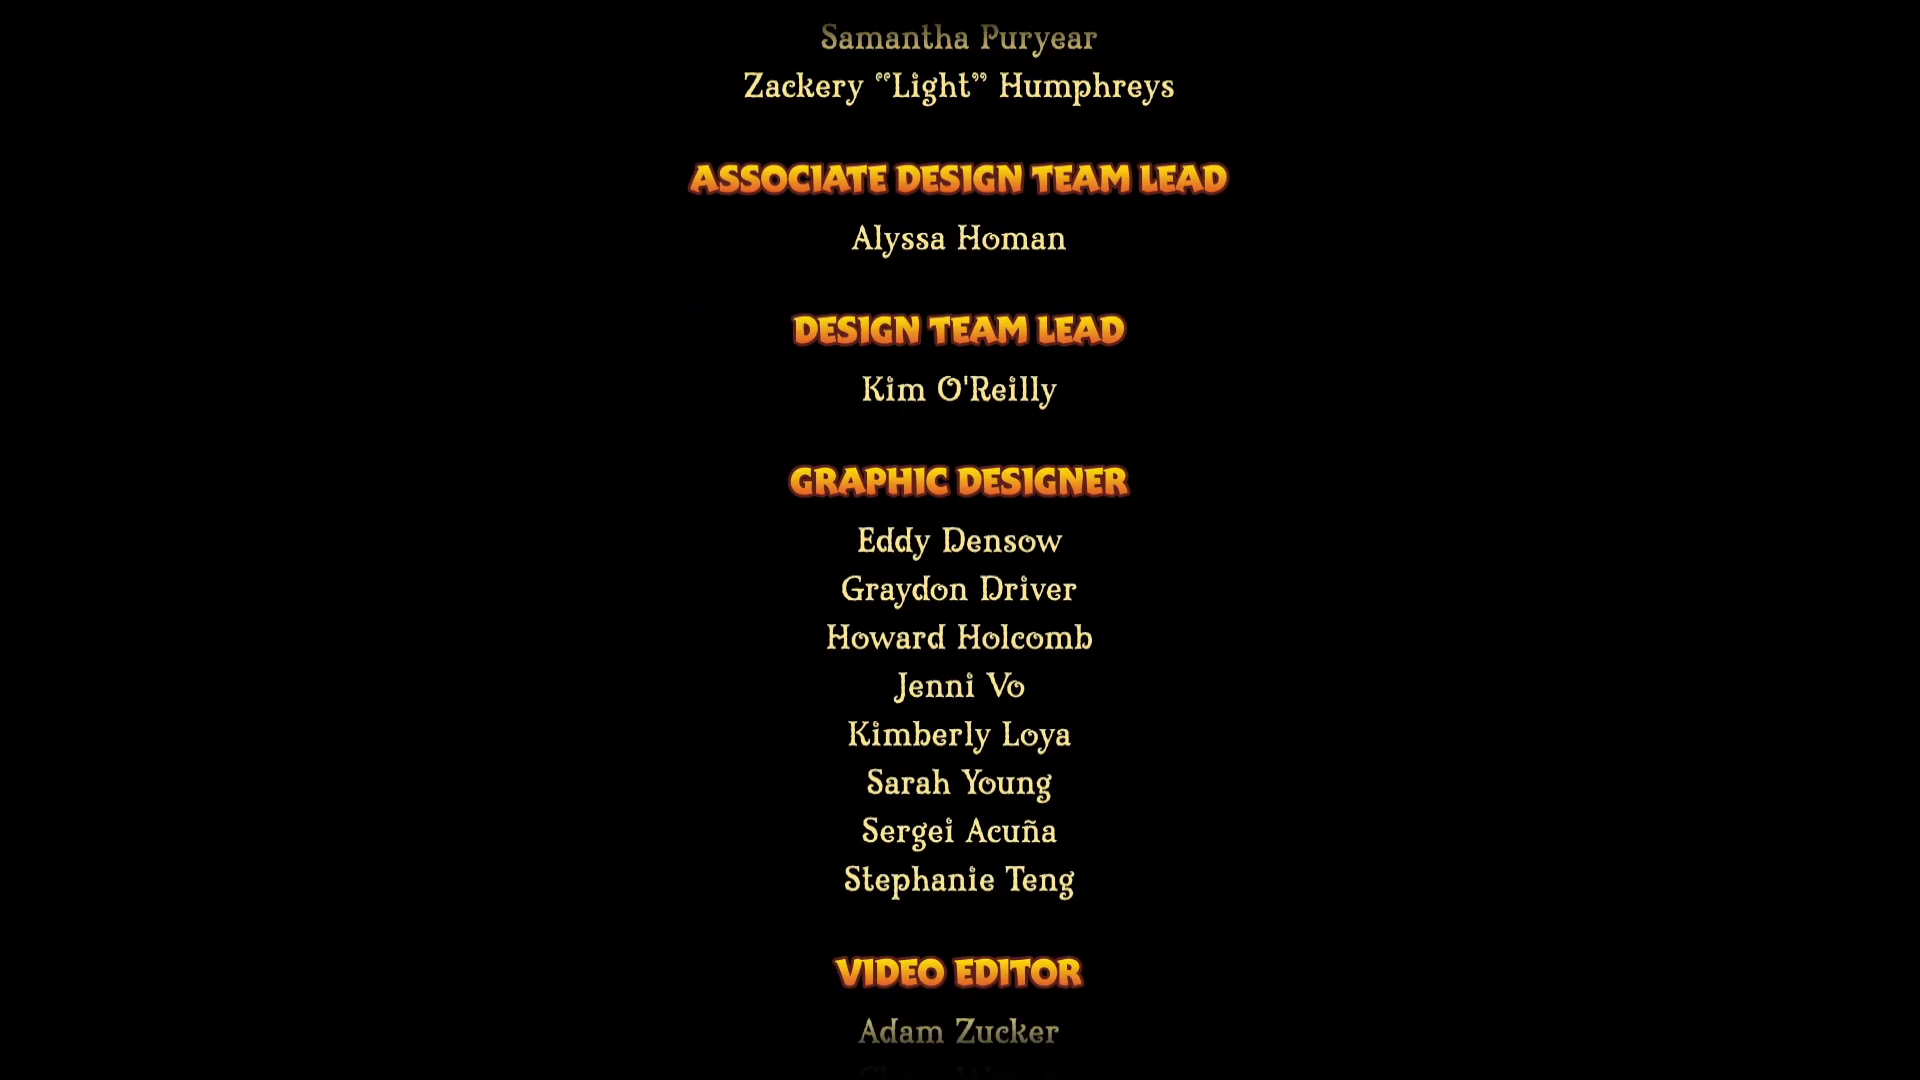 Samantha Puryear
Zackery “Light” Humphreys
ASSOCIATE DESIGN TEAM LEAD
Alyssa Homan
DESIGN TEAM LEAD
Kim O'Reilly
GRAPHIC DESIGNER
Eddy Densow
Graydon Driver
Howard Holcomb
Jenni Vo
Kimberly Loya
Sarah Young
Sergei Acuña
Stephanie Teng
VIDEO EDITOR
Adam Zucker